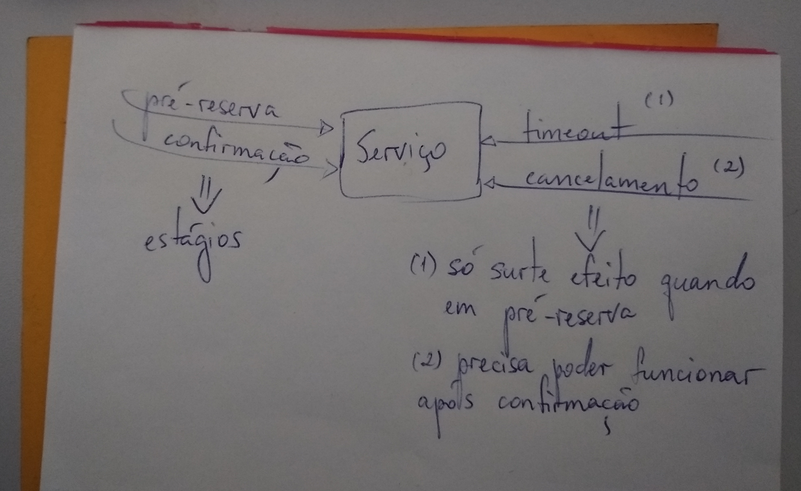 pré-reserva
confirmação
estágios
Serviço
timeout (1)
cancelamento (2)
(1) só surte efeito quando
em pré-reserva
(2) precisa poder funcionar
após confirmação